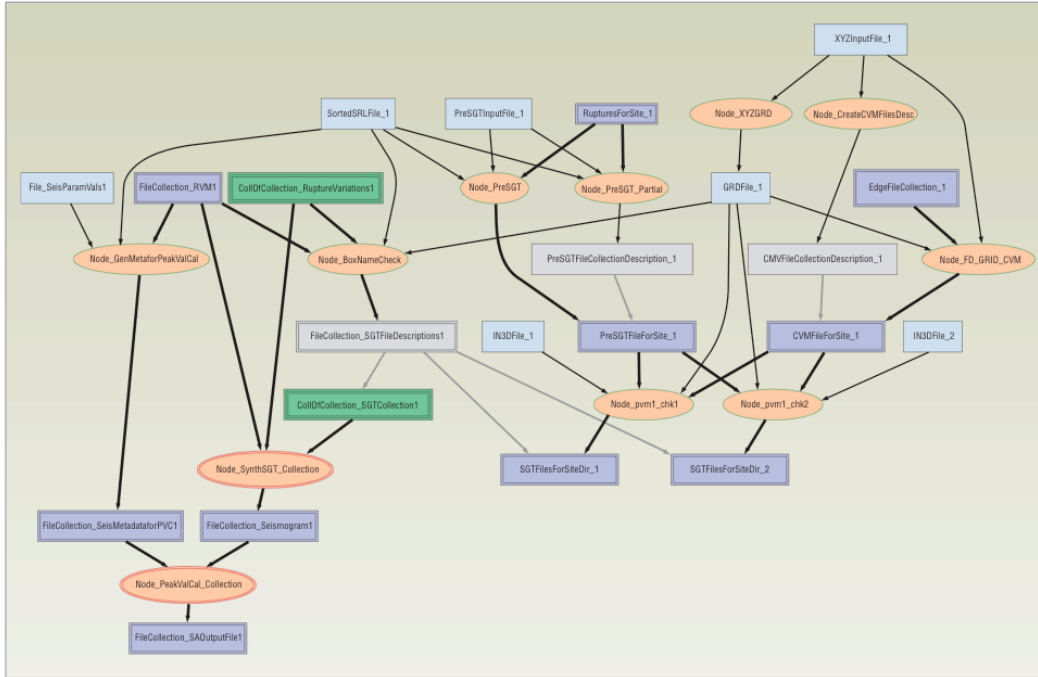 XYZInputFile_1
SortedSRLFile_1
PreSGTInputFile_1
RupturesForSite_1
Node_XYZGRD
Node_CreateCVMFilesDesc
File_SeisParamVals1
FileCollection_RVM1
CollOfCollection_RuptureVariations1
Node_PreSGT
Node_PreSGT_Partial
GRDFile_1
EdgeFileCollection_1
Node_GenMetaforPeakValCal
Node_BoxNameCheck
PreSGTFileCollectionDescription_1
CMVFileCollectionDescription_1
Node_FD_GRID_CVM
FileCollection_SGTFileDescriptions1
IN3DFile_1
PreSGTFileForSite_1
CVMFileForSite_1
IN3DFile_2
CollOfCollection_SGTCollection1
Node_pvm1_chk1
Node_pvm1_chk2
Node_SynthSGT_Collection
SGTFilesForSiteDir_1
SGTFilesForSiteDir_2
FileCollection_SeisMetadataforPVC1
FileCollection_Seismogram1
Node_PeakValCal_Collection
FileCollection_SAOutputFile1